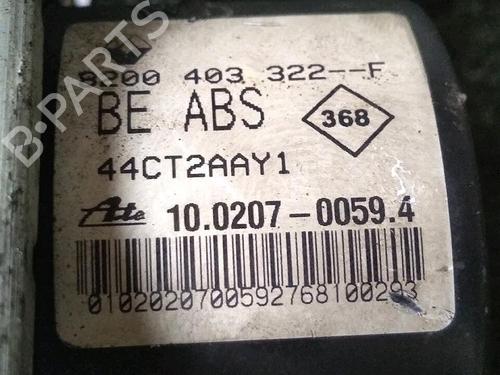 8200 403 322--F
BE ABS
368
44CT2AAY1
Ate 10.0207-0059.4
0102020700592768100293
B-PARTS